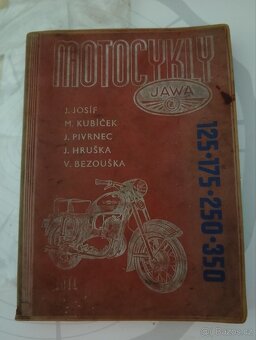 MOTOCYKLY
JAWA
J. JOSÍF
M. KUBÍČEK
J. PIVRNEC
J. HRUŠKA
V. BEZOUŠKA
125·175·250·350